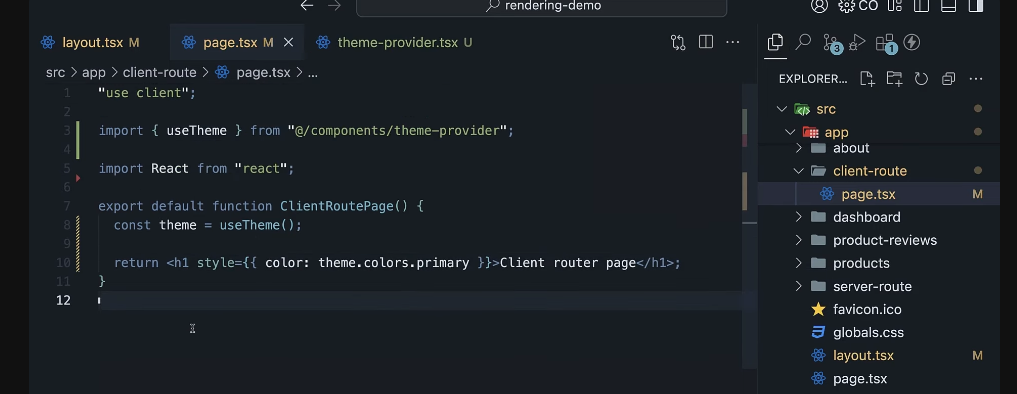 rendering-demo
CO
layout.tsx M
page.tsx M
theme-provider.tsx U
src > app > client-route > page.tsx > ...
1 "use client";
2
3 import { useTheme } from "@/components/theme-provider";
4
5 import React from "react";
6
7 export default function ClientRoutePage() {
8 const theme = useTheme();
9
10 return <h1 style={{ color: theme.colors.primary }}>Client router page</h1>;
11 }
12
3
1
EXPLORER...
src
app
about
client-route
page.tsx M
dashboard
product-reviews
products
server-route
favicon.ico
globals.css
layout.tsx M
page.tsx